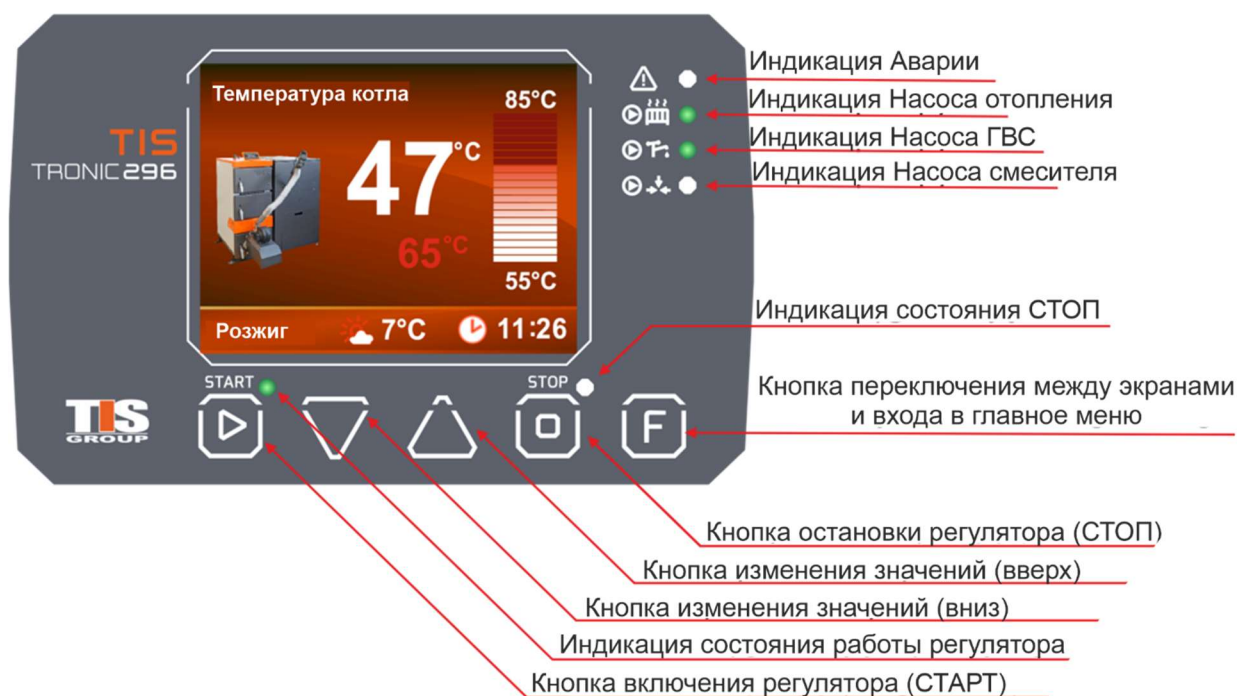 Индикация Аварии
Индикация Насоса отопления
Индикация Насоса ГВС
Индикация Насоса смесителя
TIS
TRONIC 296
Температура котла
85°C
47°C
65°C
55°C
Розжиг
7°C
11:26
Индикация состояния СТОП
START
STOP
TIS
GROUP
F
Кнопка переключения между экранами
и входа в главное меню
Кнопка остановки регулятора (СТОП)
Кнопка изменения значений (вверх)
Кнопка изменения значений (вниз)
Индикация состояния работы регулятора
Кнопка включения регулятора (СТАРТ)